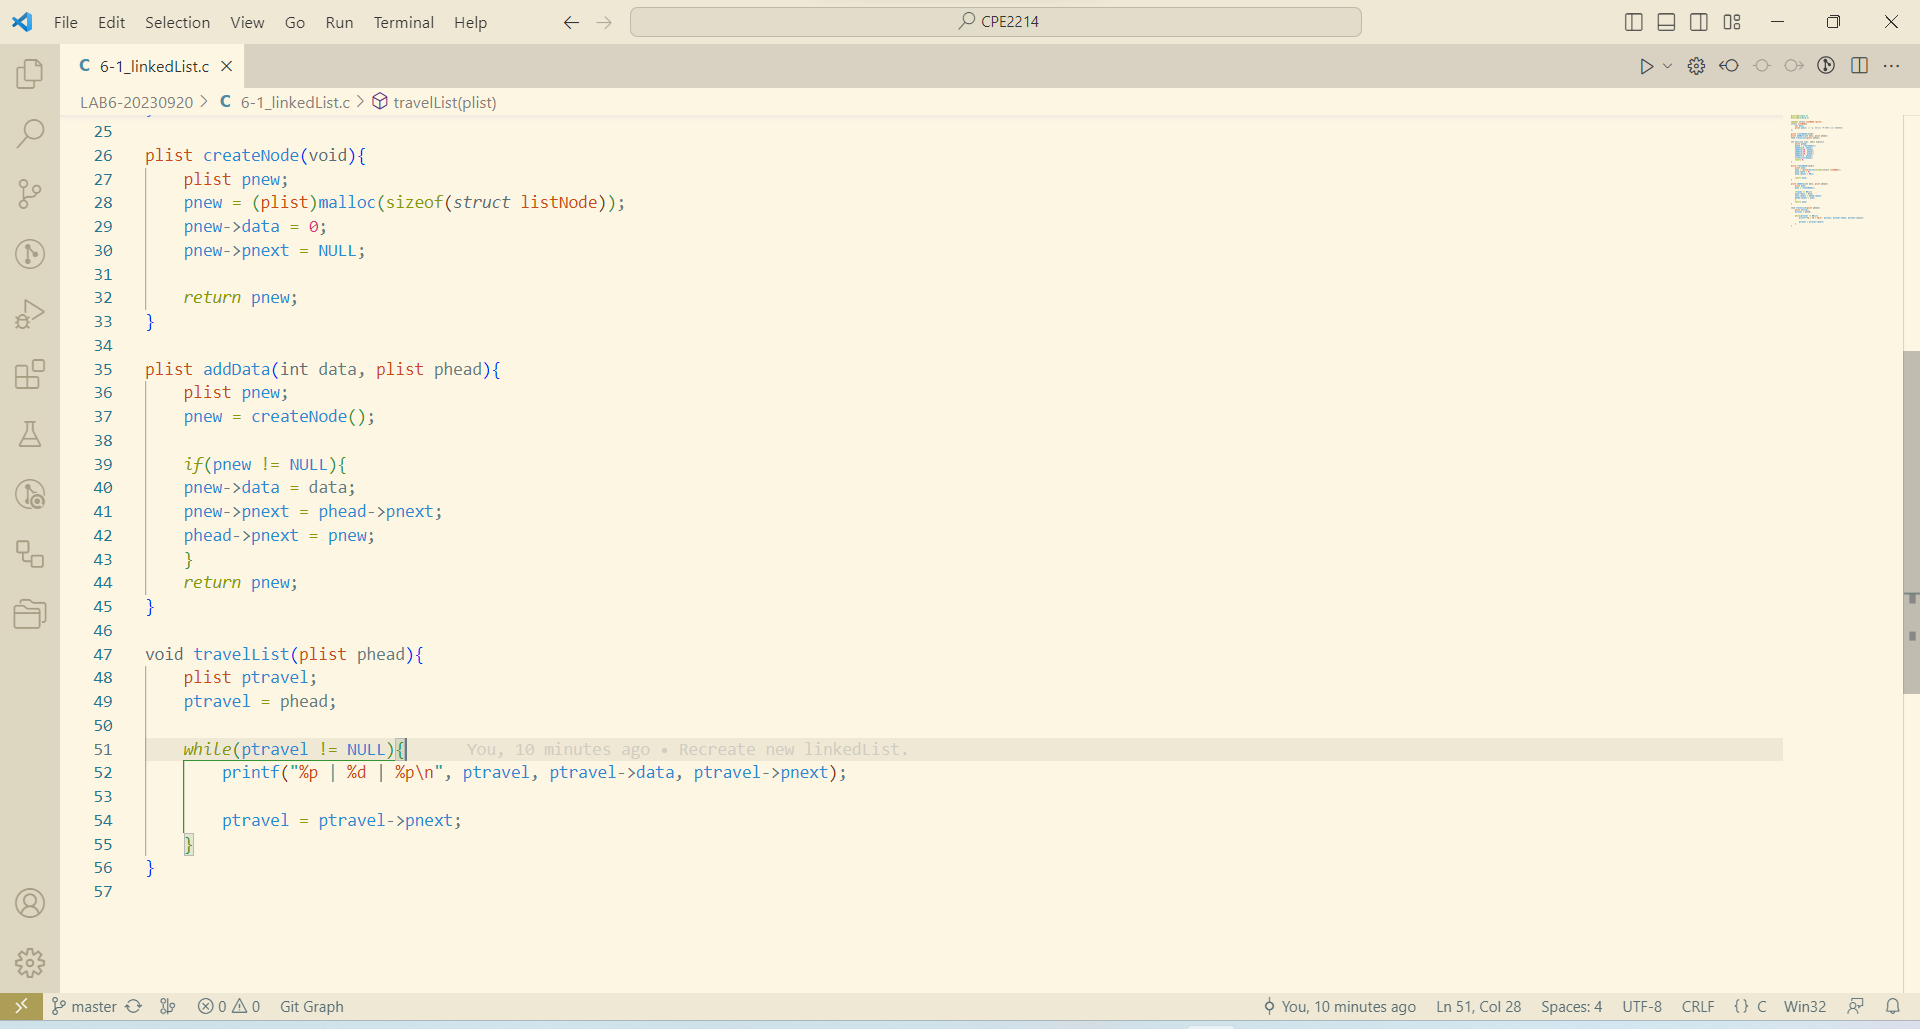 File Edit Selection View Go Run Terminal Help CPE2214
C 6-1_linkedList.c
LAB6-20230920 > C 6-1_linkedList.c > travelList(plist)
25
26 plist createNode(void){
27 plist pnew;
28 pnew = (plist)malloc(sizeof(struct listNode));
29 pnew->data = 0;
30 pnew->pnext = NULL;
31
32 return pnew;
33 }
34
35 plist addData(int data, plist phead){
36 plist pnew;
37 pnew = createNode();
38
39 if(pnew != NULL){
40 pnew->data = data;
41 pnew->pnext = phead->pnext;
42 phead->pnext = pnew;
43 }
44 return pnew;
45 }
46
47 void travelList(plist phead){
48 plist ptravel;
49 ptravel = phead;
50
51 while(ptravel != NULL){ You, 10 minutes ago • Recreate new linkedList.
52 printf("%p | %d | %p\n", ptravel, ptravel->data, ptravel->pnext);
53
54 ptravel = ptravel->pnext;
55 }
56 }
57
master 0 0 Git Graph You, 10 minutes ago Ln 51, Col 28 Spaces: 4 UTF-8 CRLF {} C Win32